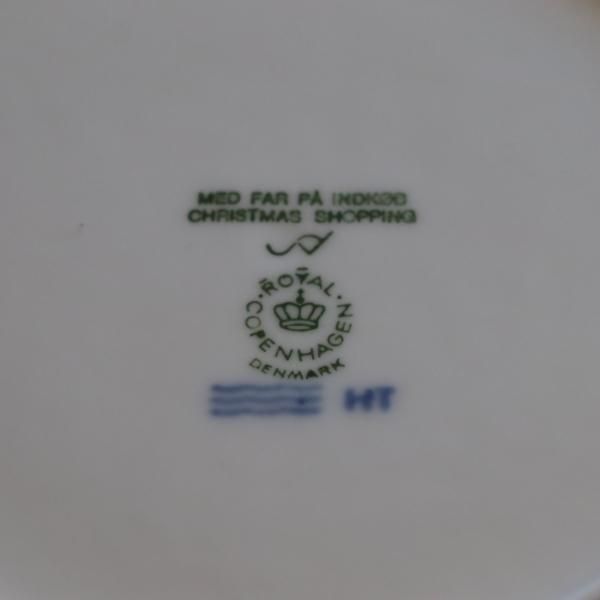 MED FAR PÅ INDKØB
CHRISTMAS SHOPPING
ROYAL
COPENHAGEN
DENMARK
HT